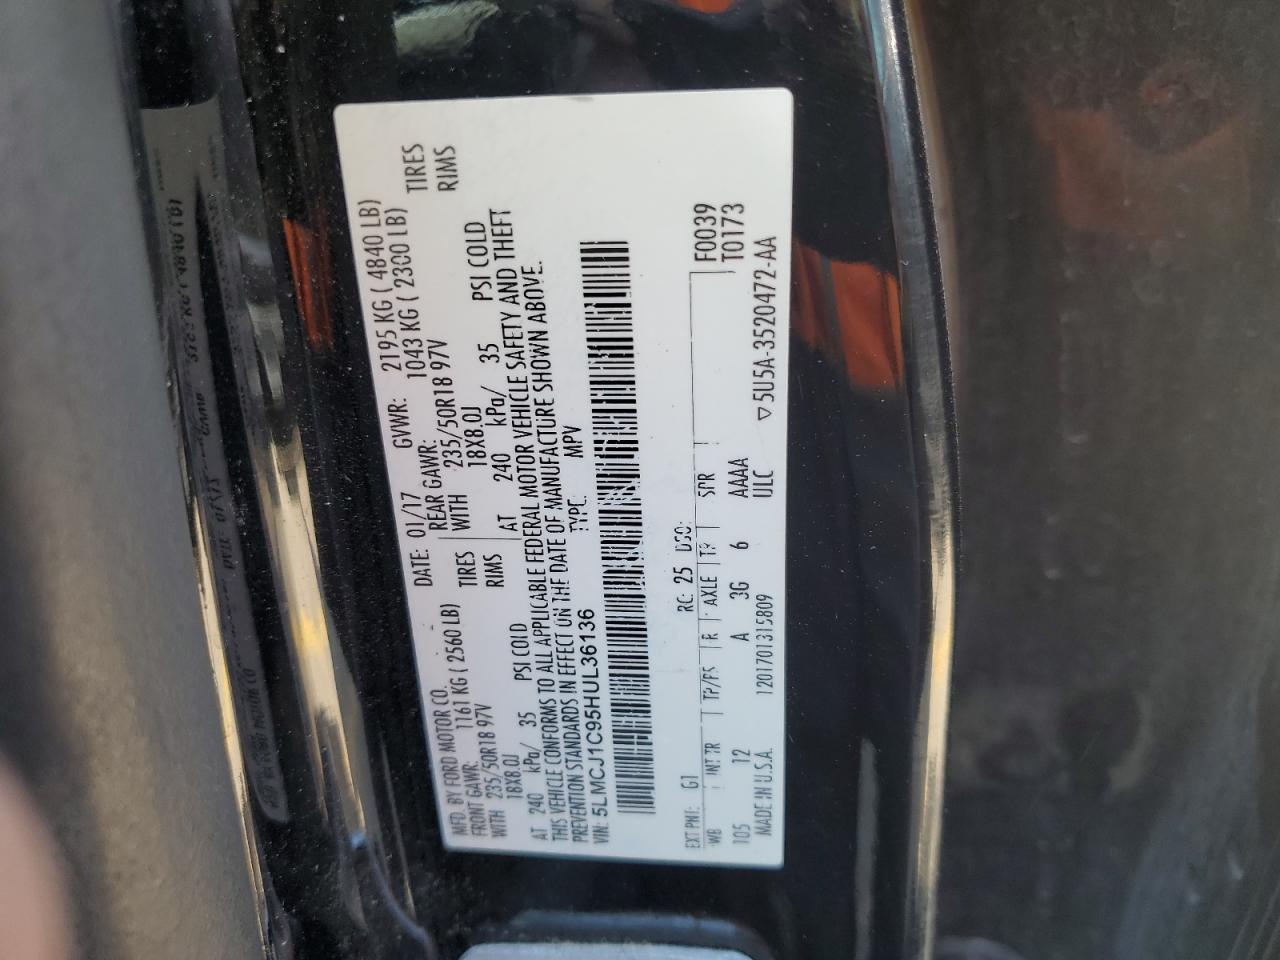 MFD. BY FORD MOTOR CO.
DATE: 01/17 GVWR: 2195 KG ( 4840 LB)
FRONT GAWR: 1161 KG ( 2560 LB) REAR GAWR: 1043 KG ( 2300 LB)
WITH 235/50R18 97V TIRES WITH 235/50R18 97V TIRES
18X8.0J RIMS 18X8.0J RIMS
AT 240 kPa/ 35 PSI COLD AT 240 kPa/ 35 PSI COLD
THIS VEHICLE CONFORMS TO ALL APPLICABLE FEDERAL MOTOR VEHICLE SAFETY AND THEFT
PREVENTION STANDARDS IN EFFECT ON THE DATE OF MANUFACTURE SHOWN ABOVE.
VIN: 5LMCJ1C95HUL36136 TYPE: MPV
EXT PNT: G1 RC: 25 DSO: F0039
WB INT TR TP/PS R AXLE TR SPR T0173
105 12 A 3G 6 AAAA
MADE IN U.S.A. 1201701315809 ULC ▽5U5A-3520472-AA